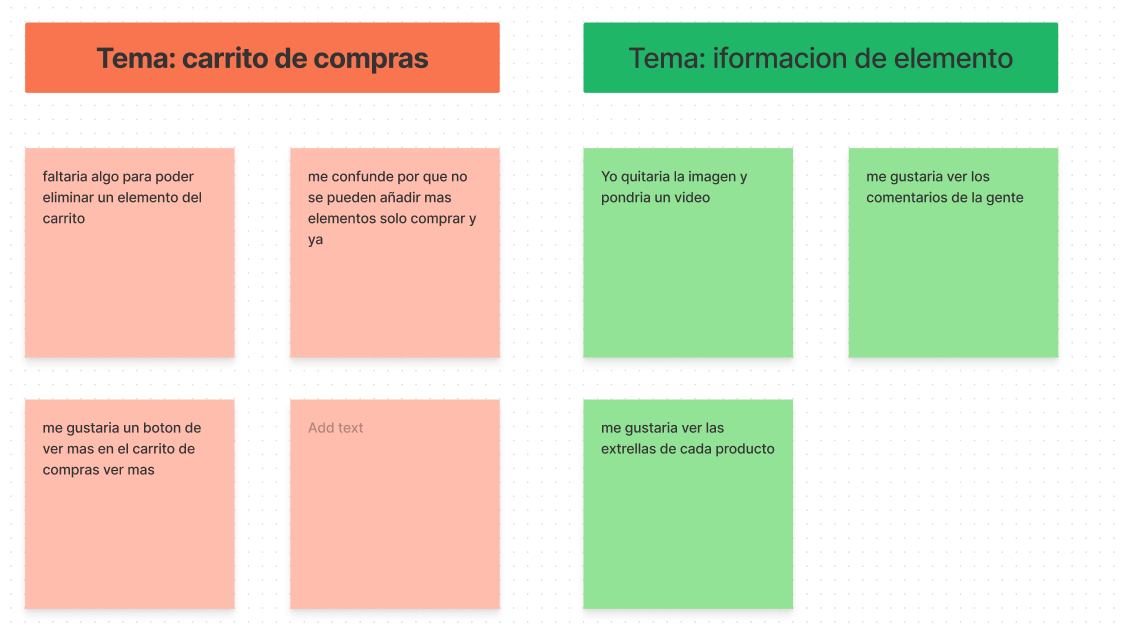 Tema: carrito de compras
faltaria algo para poder
eliminar un elemento del
carrito
me confunde por que no
se pueden añadir mas
elementos solo comprar y
ya
me gustaria un boton de
ver mas en el carrito de
compras ver mas
Add text
Tema: iformacion de elemento
Yo quitaria la imagen y
pondria un video
me gustaria ver los
comentarios de la gente
me gustaria ver las
extrellas de cada producto